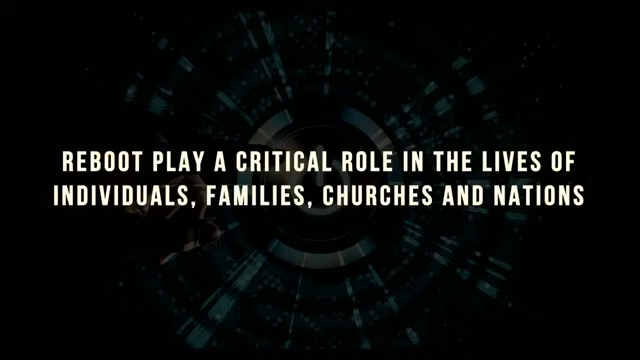 REBOOT PLAY A CRITICAL ROLE IN THE LIVES OF
INDIVIDUALS, FAMILIES, CHURCHES AND NATIONS